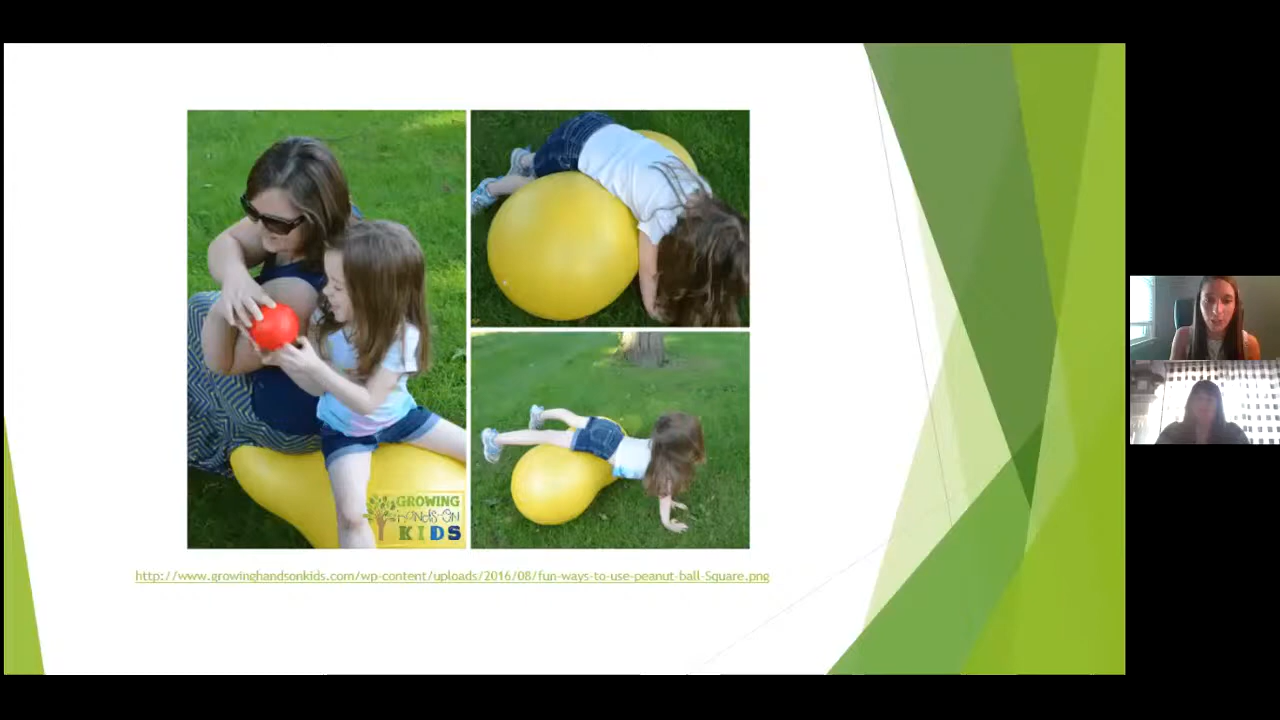 GROWING
HANDS-ON
KIDS
http://www.growinghandsonkids.com/wp-content/uploads/2016/08/fun-ways-to-use-peanut-ball-Square.png